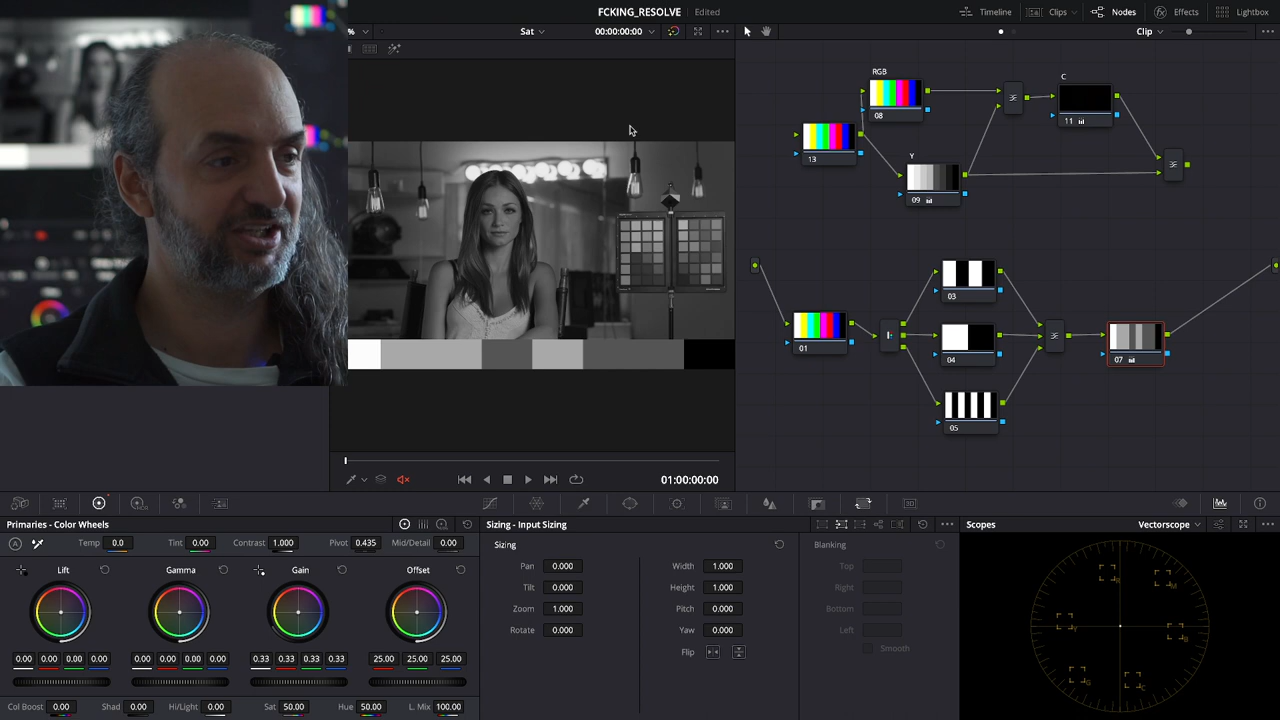 FCKING_RESOLVE Edited
Timeline Clips Nodes Effects Lightbox
% Sat 00:00:00:00 Clip
RGB
08
C
11
13
Y
09
03
01
04
07
05
01:00:00:00
Primaries - Color Wheels
Temp 0.0 Tint 0.00 Contrast 1.000 Pivot 0.435 Mid/Detail 0.00
Lift Gamma Gain Offset
0.00 0.00 0.00 0.00 0.00 0.00 0.00 0.00 0.33 0.33 0.33 0.33 25.00 25.00 25.00
Col Boost 0.00 Shad 0.00 Hi/Light 0.00 Sat 50.00 Hue 50.00 L. Mix 100.00
Sizing - Input Sizing
Sizing
Pan 0.000 Width 1.000
Tilt 0.000 Height 1.000
Zoom 1.000 Pitch 0.000
Rotate 0.000 Yaw 0.000
Flip
Blanking
Top
Right
Bottom
Left
Smooth
Scopes Vectorscope
R
M
Y
B
G
C